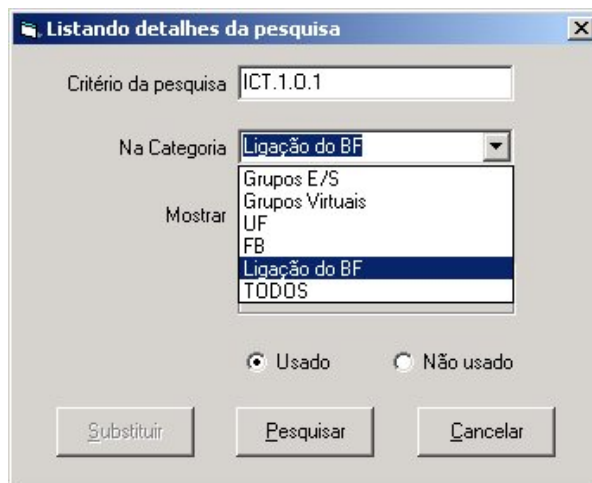 Listando detalhes da pesquisa
Critério da pesquisa ICT.1.0.1
Na Categoria Ligação do BF
Grupos E/S
Grupos Virtuais
Mostrar
UF
FB
Ligação do BF
TODOS
Usado Não usado
Substituir Pesquisar Cancelar